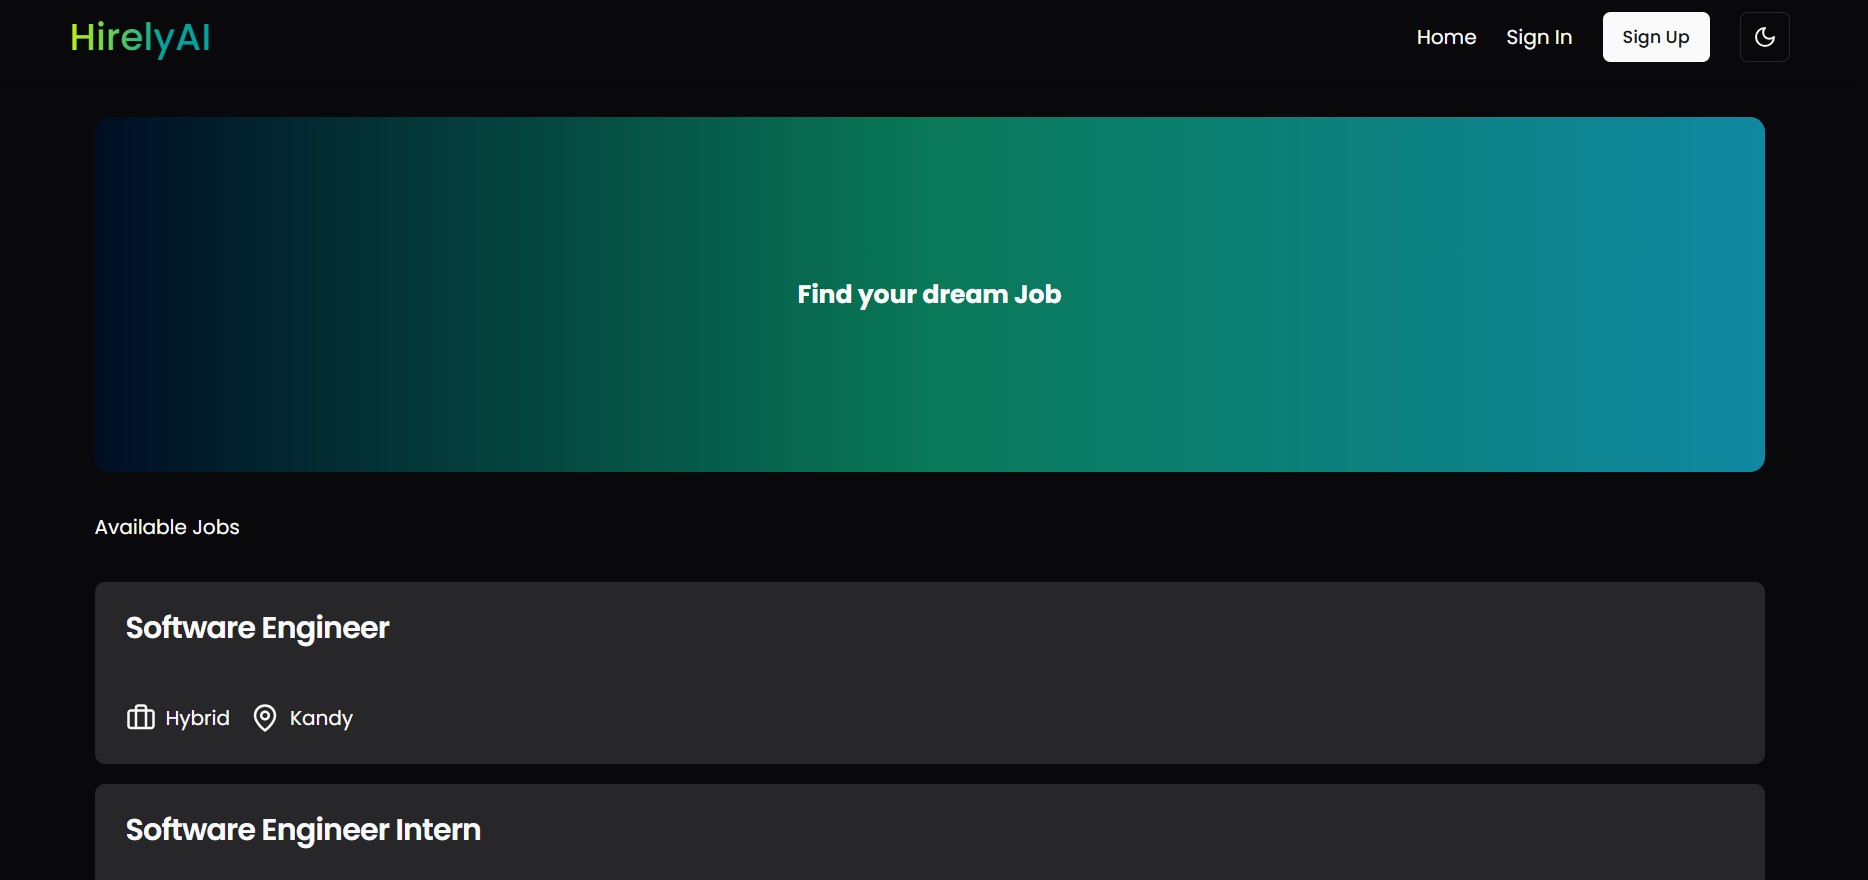 HirelyAI
Home Sign In Sign Up
Find your dream Job
Available Jobs
Software Engineer
Hybrid Kandy
Software Engineer Intern